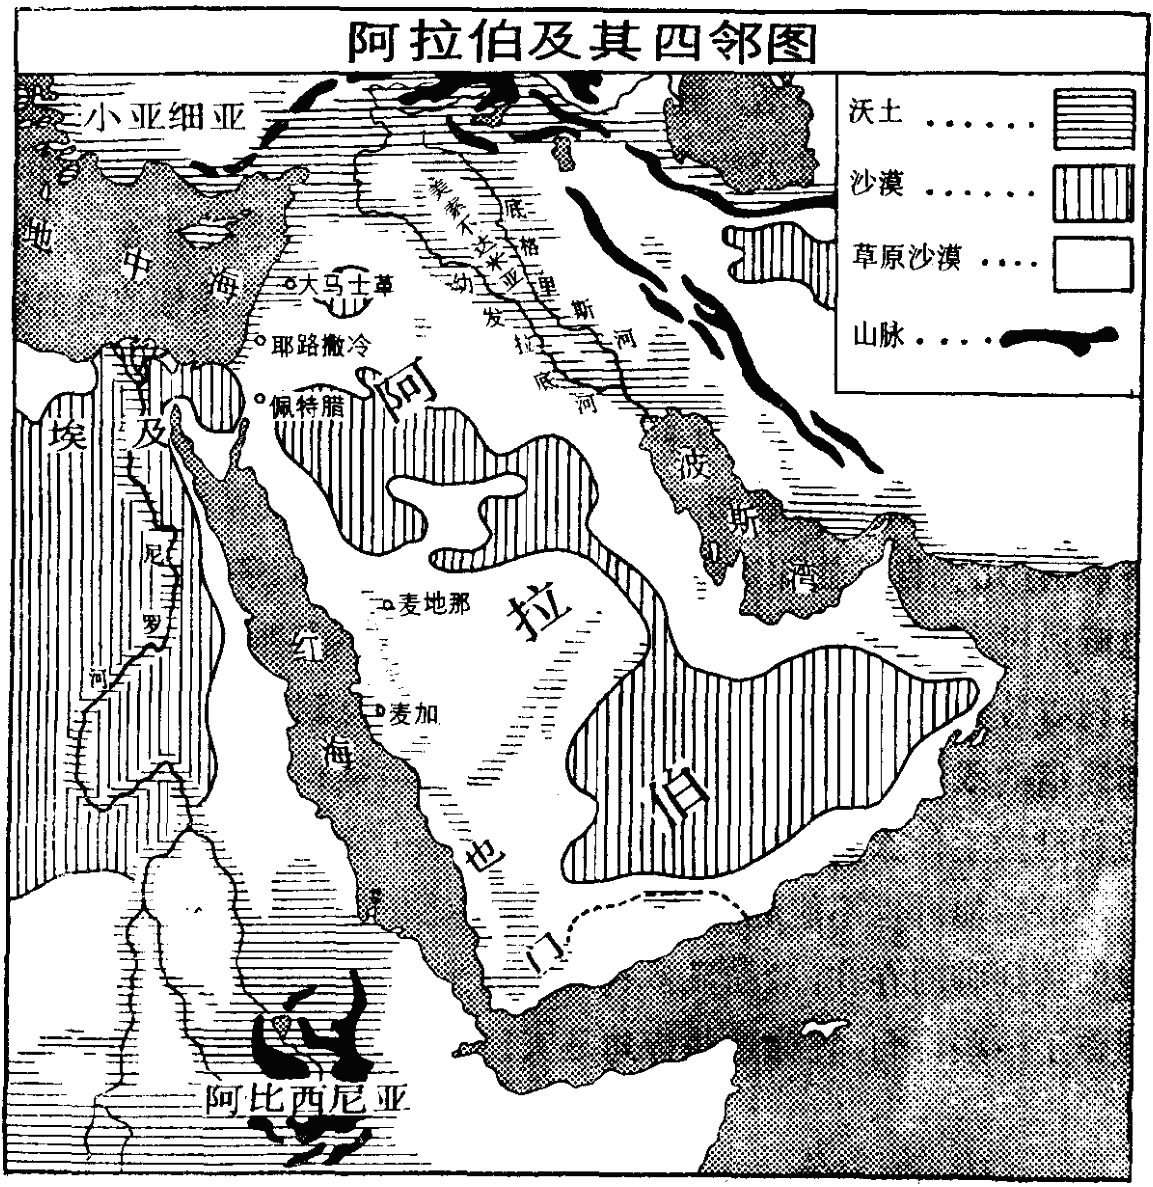 阿拉伯及其四邻图
小亚细亚
沃土
沙漠
草原沙漠
山脉
地中海
美索不达米亚
底格里斯河
幼发拉底河
大马士革
耶路撒冷
佩特腊
阿拉伯
埃及
尼罗河
波斯湾
麦地那
红海
麦加
也门
阿比西尼亚